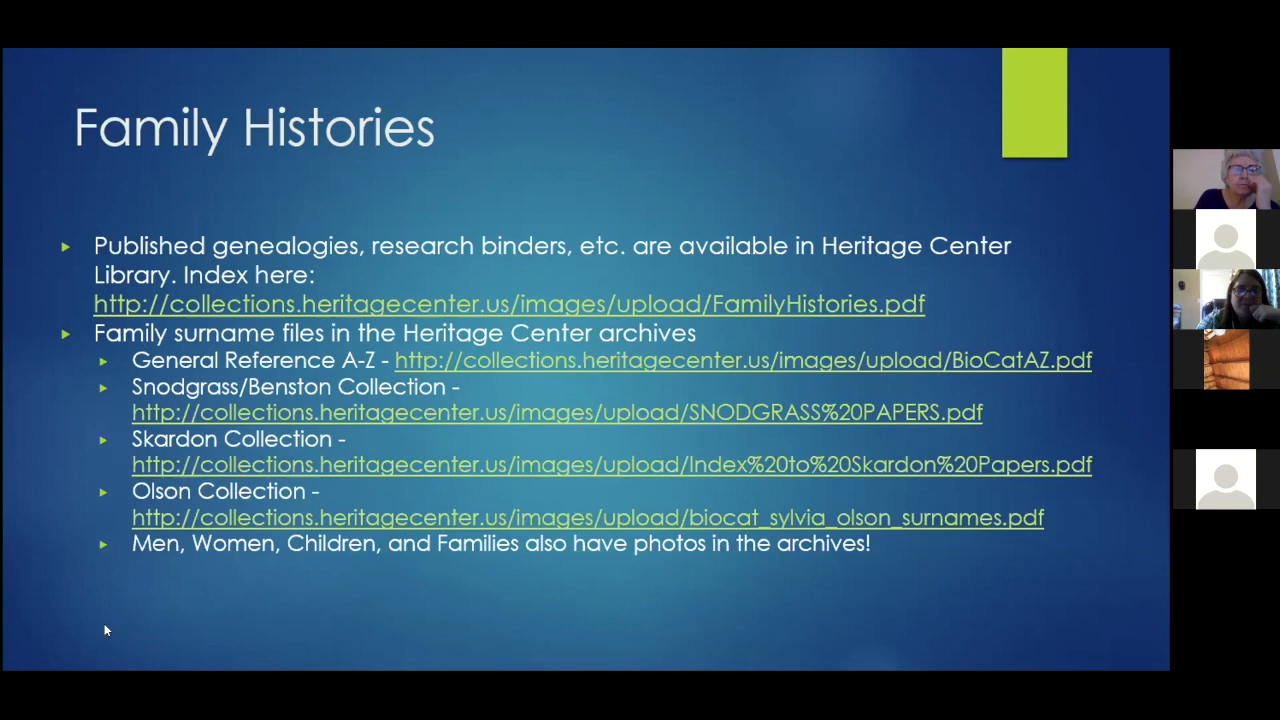 Family Histories
Published genealogies, research binders, etc. are available in Heritage Center
Library. Index here:
http://collections.heritagecenter.us/images/upload/FamilyHistories.pdf
Family surname files in the Heritage Center archives
General Reference A-Z - http://collections.heritagecenter.us/images/upload/BioCatAZ.pdf
Snodgrass/Benston Collection -
http://collections.heritagecenter.us/images/upload/SNODGRASS%20PAPERS.pdf
Skardon Collection -
http://collections.heritagecenter.us/images/upload/Index%20to%20Skardon%20Papers.pdf
Olson Collection -
http://collections.heritagecenter.us/images/upload/biocat_sylvia_olson_surnames.pdf
Men, Women, Children, and Families also have photos in the archives!